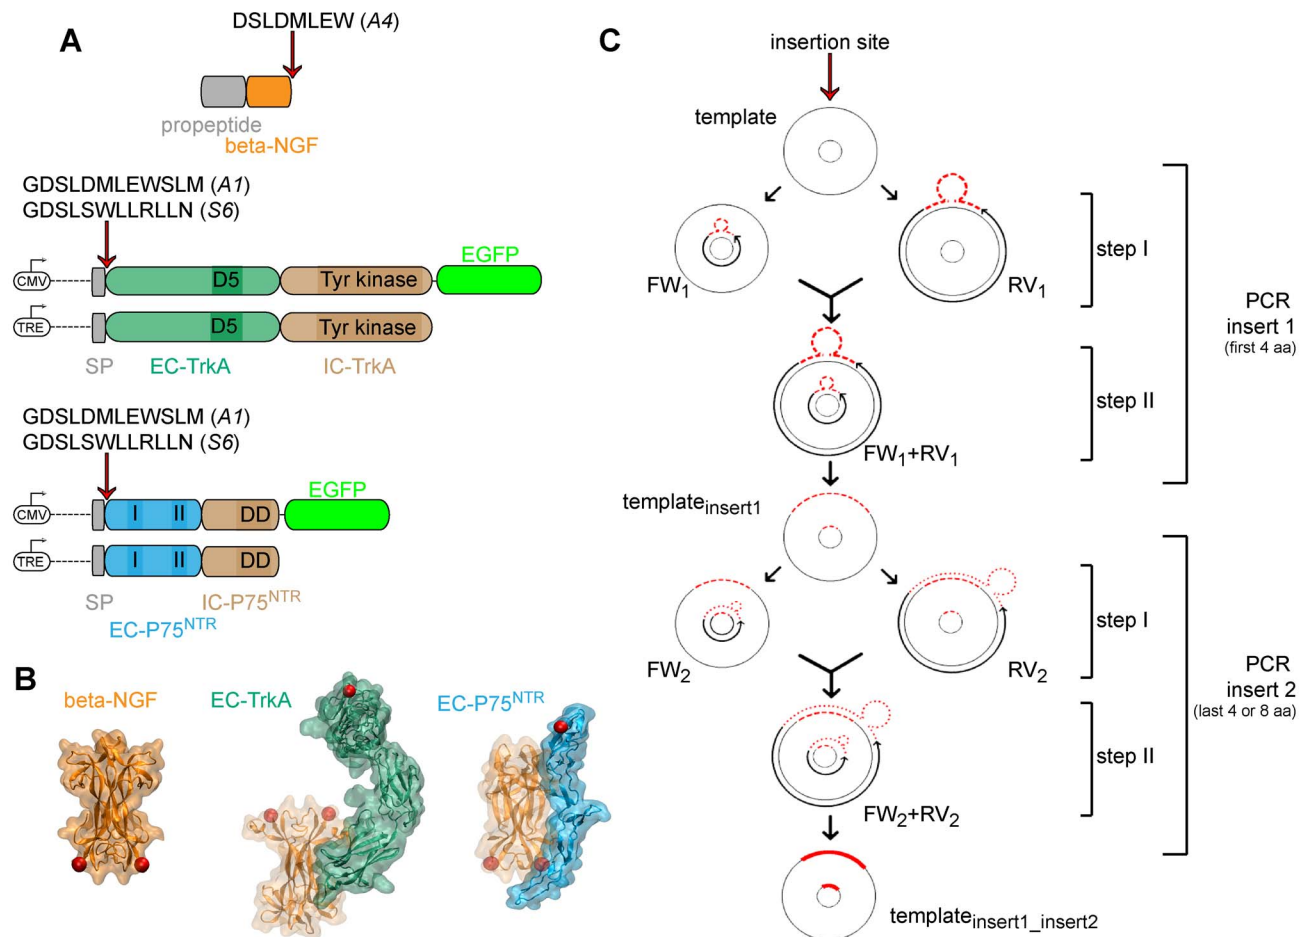 A
DSLDMLEW (A4)
propeptide
beta-NGF
GDSLDMLEWSLM (A1)
GDSLSWLLRLLN (S6)
EGFP
CMV
D5
Tyr kinase
TRE
D5
Tyr kinase
SP
EC-TrkA
IC-TrkA
GDSLDMLEWSLM (A1)
GDSLSWLLRLLN (S6)
EGFP
CMV
I
II
DD
TRE
I
II
DD
SP
IC-P75NTR
EC-P75NTR
B
beta-NGF
EC-TrkA
EC-P75NTR
C
insertion site
template
FW1
RV1
step I
FW1+RV1
step II
PCR
insert 1
(first 4 aa)
templateinsert1
FW2
RV2
step I
FW2+RV2
step II
PCR
insert 2
(last 4 or 8 aa)
templateinsert1_insert2